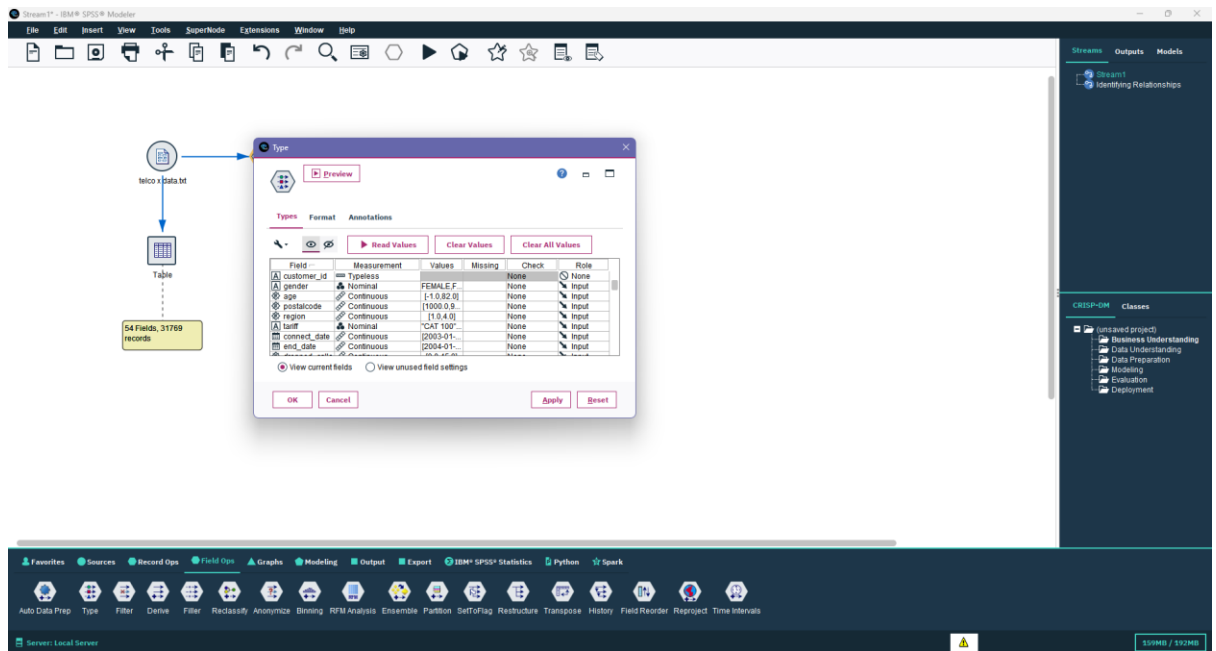 Stream1* - IBM® SPSS® Modeler
File Edit Insert View Tools SuperNode Extensions Window Help
Streams Outputs Models
Stream1
Identifying Relationships
telco x data.txt
Table
54 Fields, 31769
records
Type
Preview
Types Format Annotations
Read Values Clear Values Clear All Values
Field Measurement Values Missing Check Role
A customer_id Typeless None None
A gender Nominal FEMALE,F... None Input
age Continuous [-1.0,82.0] None Input
postalcode Continuous [1000.0,9... None Input
region Continuous [1.0,4.0] None Input
A tariff Nominal "CAT 100"... None Input
connect_date Continuous [2003-01-... None Input
end_date Continuous [2004-01-... None Input
View current fields View unused field settings
OK Cancel Apply Reset
CRISP-DM Classes
(unsaved project)
Business Understanding
Data Understanding
Data Preparation
Modeling
Evaluation
Deployment
Favorites Sources Record Ops Field Ops Graphs Modeling Output Export IBM® SPSS® Statistics Python Spark
Auto Data Prep Type Filter Derive Filler Reclassify Anonymize Binning RFM Analysis Ensemble Partition SetToFlag Restructure Transpose History Field Reorder Reproject Time Intervals
Server: Local Server
159MB / 192MB